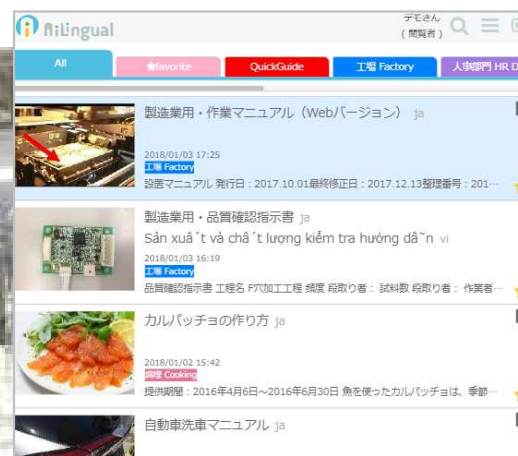 AiLingual
デモさん
( 閲覧者 )
All
★favorite
QuickGuide
工場 Factory
人事部門 HR D
製造業用・作業マニュアル（Webバージョン） ja
2018/01/03 17:25
工場 Factory
設置マニュアル 発行日：2017.10.01最終修正日：2017.12.13整理番号：201…
製造業用・品質確認指示書 ja
Sản xuâ´t và châ´t lượng kiểm tra hướng dâ˜n vi
2018/01/03 16:19
工場 Factory
品質確認指示書 工程名 F穴加工工程 頻度 段取り者： 試料数 段取り者： 作業者…
カルパッチョの作り方 ja
2018/01/02 15:42
調理 Cooking
提供期間：2016年4月6日～2016年6月30日 魚を使ったカルパッチョは、季節…
自動車洗車マニュアル ja